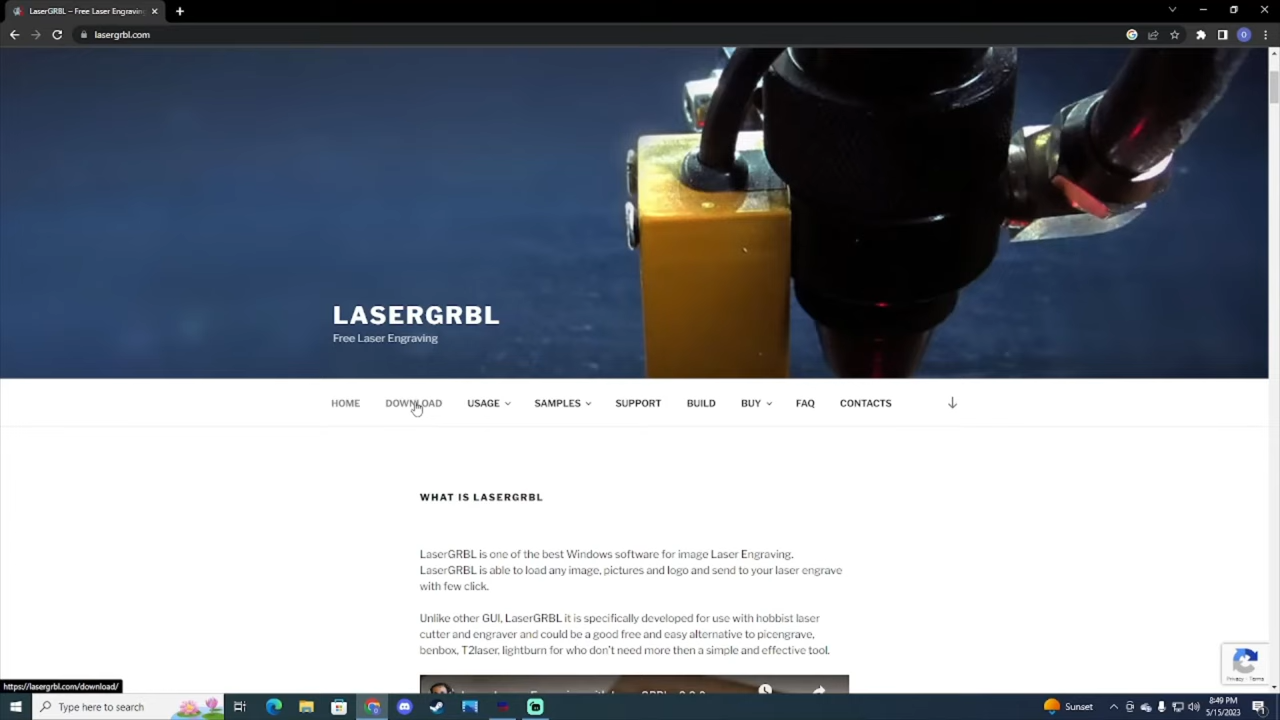 LaserGRBL – Free Laser Engraving
lasergrbl.com
LASERGRBL
Free Laser Engraving
HOME DOWNLOAD USAGE SAMPLES SUPPORT BUILD BUY FAQ CONTACTS
WHAT IS LASERGRBL
LaserGRBL is one of the best Windows software for image Laser Engraving.
LaserGRBL is able to load any image, pictures and logo and send to your laser engrave
with few click.
Unlike other GUI, LaserGRBL it is specifically developed for use with hobbist laser
cutter and engraver and could be a good free and easy alternative to picengrave,
benbox, T2laser, lightburn for who don't need more then a simple and effective tool.
Privacy - Terms
https://lasergrbl.com/download/
Type here to search
Sunset
8:49 PM
5/15/2023